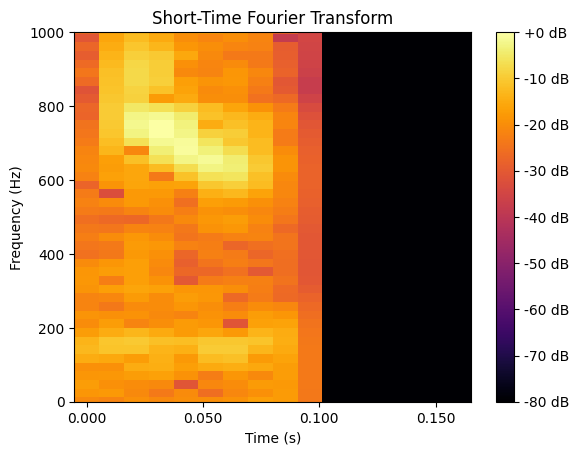 Short-Time Fourier Transform
Frequency (Hz)
1000
800
600
400
200
0
0.000
0.050
0.100
0.150
Time (s)
+0 dB
-10 dB
-20 dB
-30 dB
-40 dB
-50 dB
-60 dB
-70 dB
-80 dB